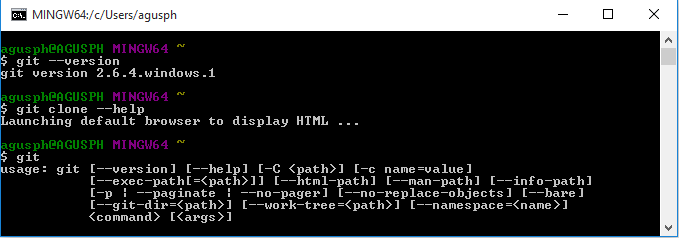 MINGW64:/c/Users/agusph
agusph@AGUSPH MINGW64 ~
$ git --version
git version 2.6.4.windows.1
agusph@AGUSPH MINGW64 ~
$ git clone --help
Launching default browser to display HTML ...
agusph@AGUSPH MINGW64 ~
$ git
usage: git [--version] [--help] [-C <path>] [-c name=value]
           [--exec-path[=<path>]] [--html-path] [--man-path] [--info-path]
           [-p ¦ --paginate ¦ --no-pager] [--no-replace-objects] [--bare]
           [--git-dir=<path>] [--work-tree=<path>] [--namespace=<name>]
           <command> [<args>]